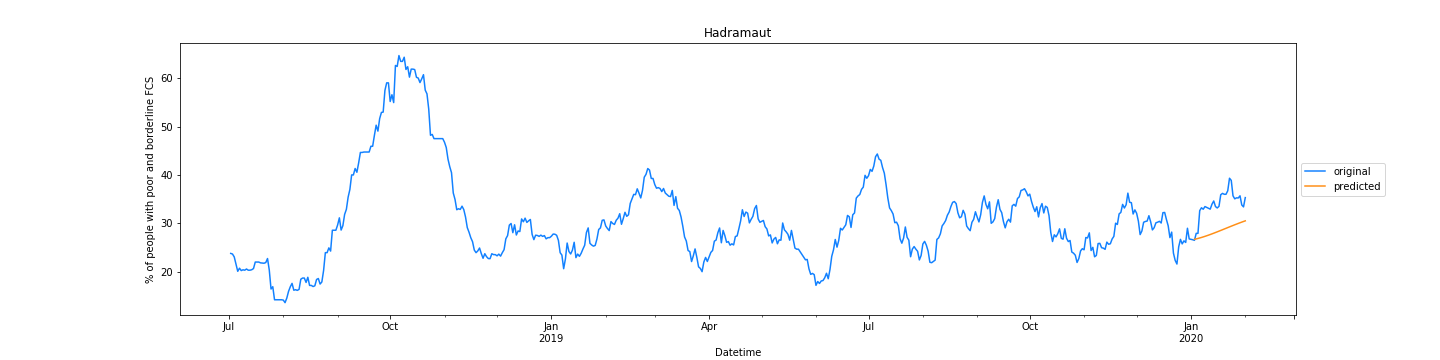 Hadramaut
% of people with poor and borderline FCS
60
50
40
30
20
Jul
Oct
Jan
2019
Apr
Jul
Oct
Jan
2020
Datetime
original
predicted